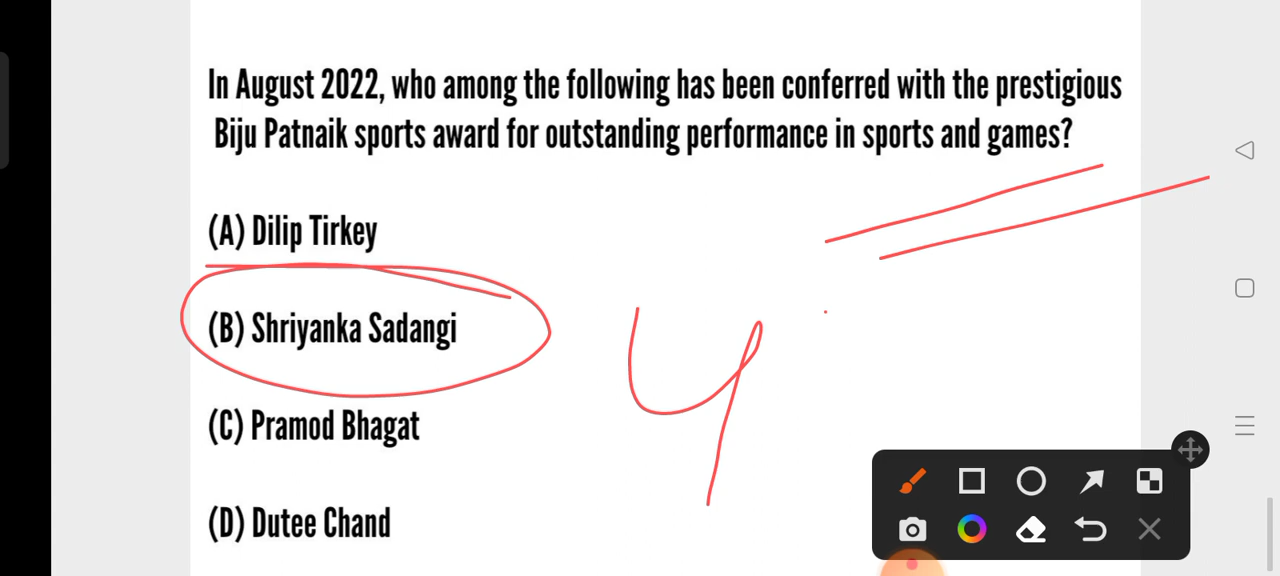 In August 2022, who among the following has been conferred with the prestigious
Biju Patnaik sports award for outstanding performance in sports and games?
(A) Dilip Tirkey
(B) Shriyanka Sadangi
(C) Pramod Bhagat
(D) Dutee Chand